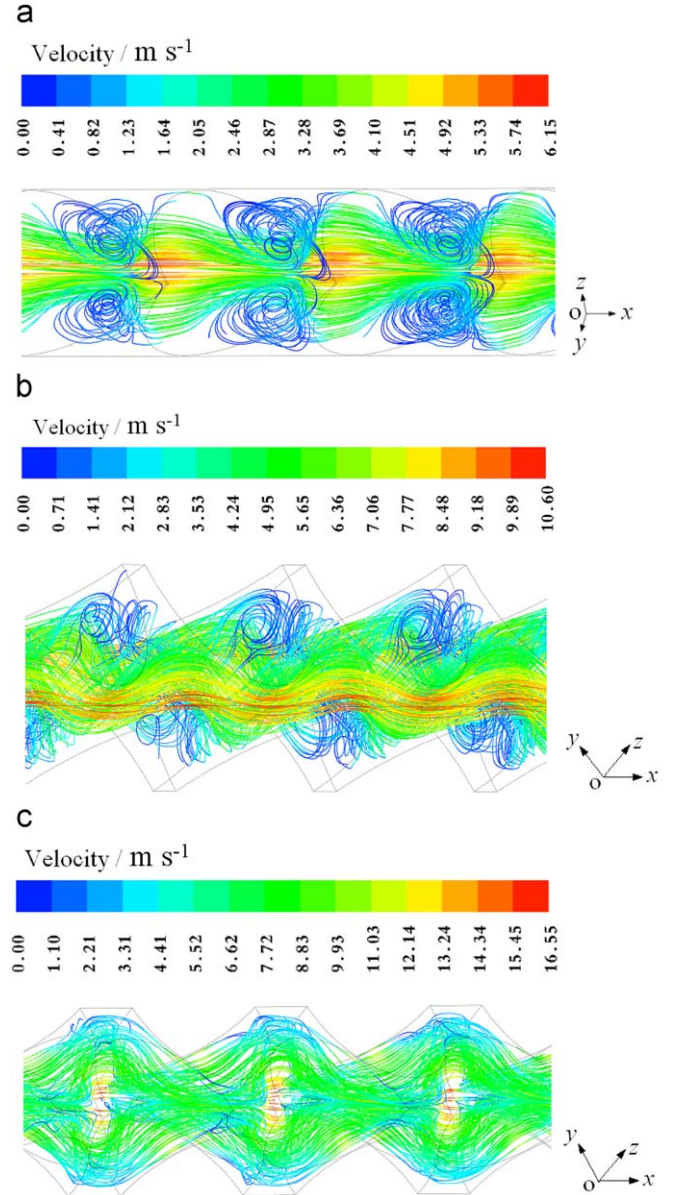 a
Velocity / m s-1
0.00 0.41 0.82 1.23 1.64 2.05 2.46 2.87 3.28 3.69 4.10 4.51 4.92 5.33 5.74 6.15
z
o x
y
b
Velocity / m s-1
0.00 0.71 1.41 2.12 2.83 3.53 4.24 4.95 5.65 6.36 7.06 7.77 8.48 9.18 9.89 10.60
y z
o x
c
Velocity / m s-1
0.00 1.10 2.21 3.31 4.41 5.52 6.62 7.72 8.83 9.93 11.03 12.14 13.24 14.34 15.45 16.55
y z
o x